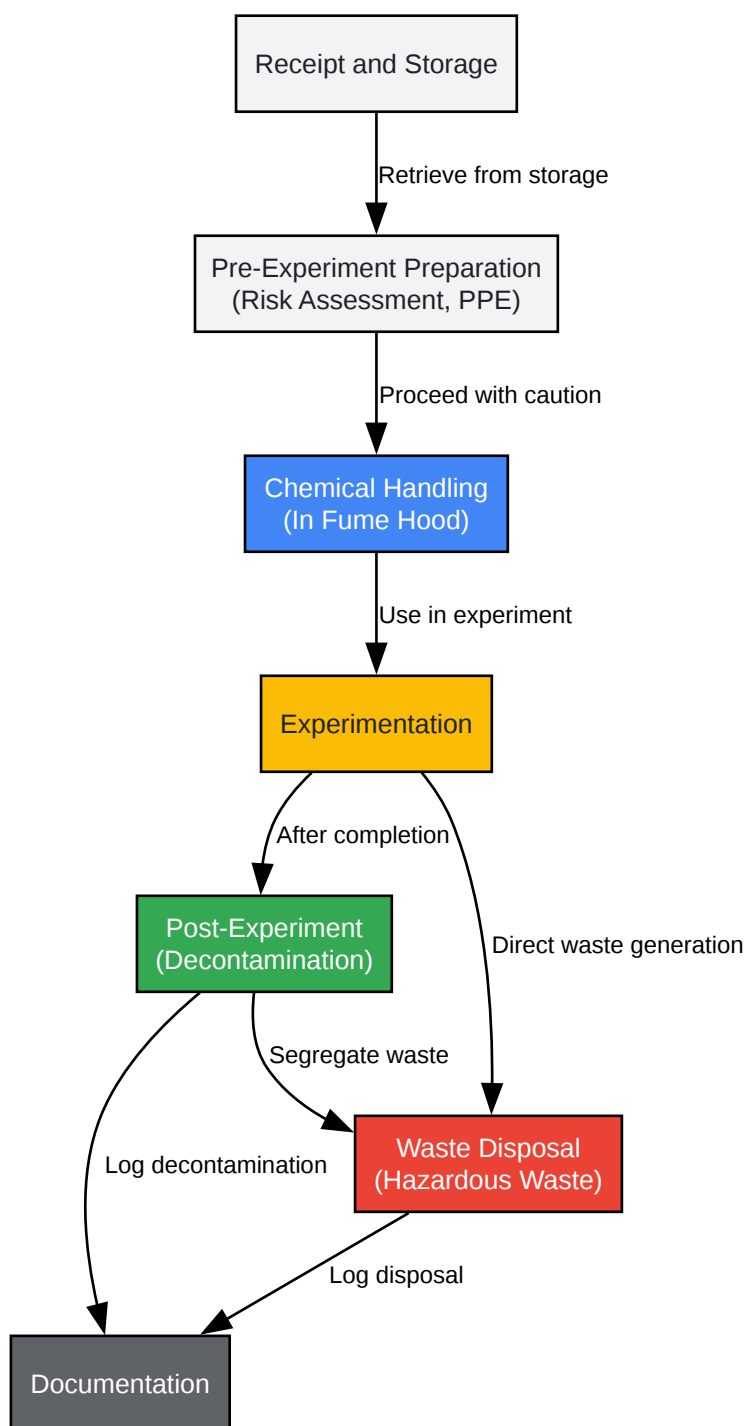 Receipt and Storage
Retrieve from storage
Pre-Experiment Preparation
(Risk Assessment, PPE)
Proceed with caution
Chemical Handling
(In Fume Hood)
Use in experiment
Experimentation
After completion
Post-Experiment
(Decontamination)
Direct waste generation
Segregate waste
Waste Disposal
(Hazardous Waste)
Log decontamination
Log disposal
Documentation